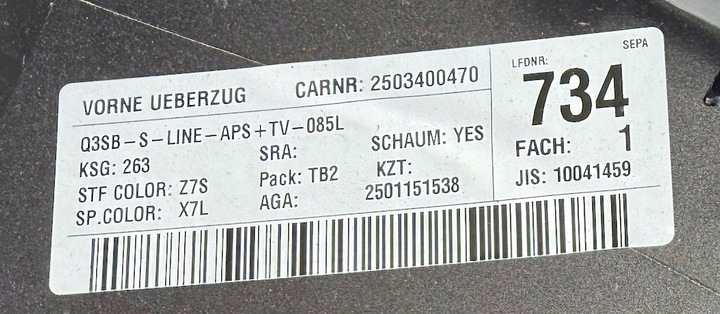 VORNE UEBERZUG CARNR: 2503400470
Q3SB-S-LINE-APS+TV-085L
KSG: 263 SRA: SCHAUM: YES
STF COLOR: Z7S Pack: TB2 KZT:
SP.COLOR: X7L AGA: 2501151538
SEPA
LFDNR:
734
FACH: 1
JIS: 10041459